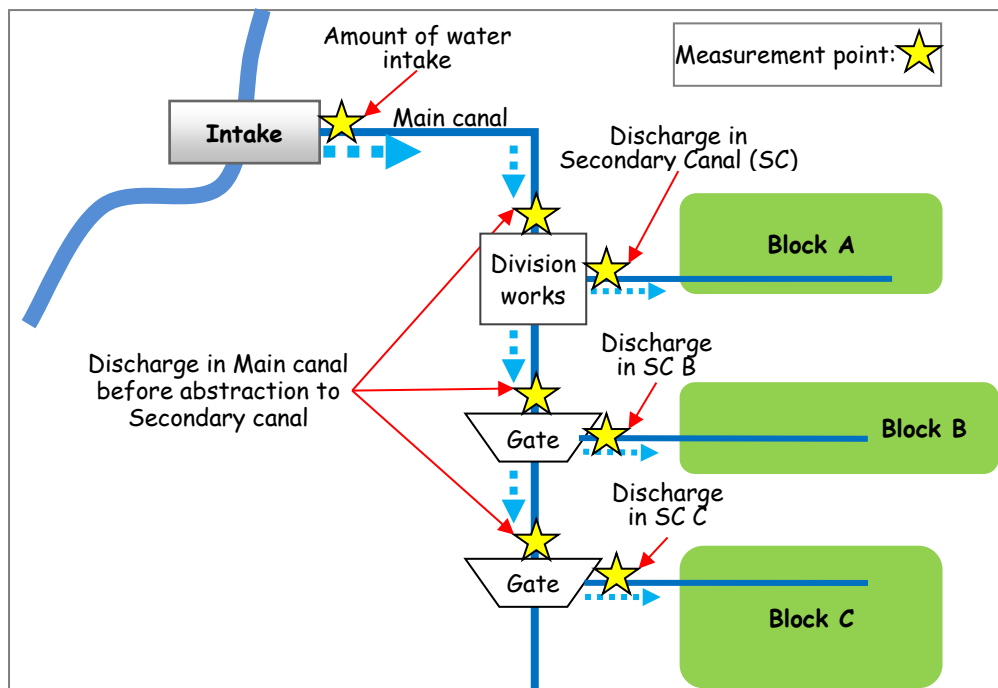 Amount of water
intake
Measurement point:
Intake
Main canal
Discharge in
Secondary Canal (SC)
Block A
Division
works
Discharge in Main canal
before abstraction to
Secondary canal
Discharge
in SC B
Gate
Block B
Discharge
in SC C
Gate
Block C